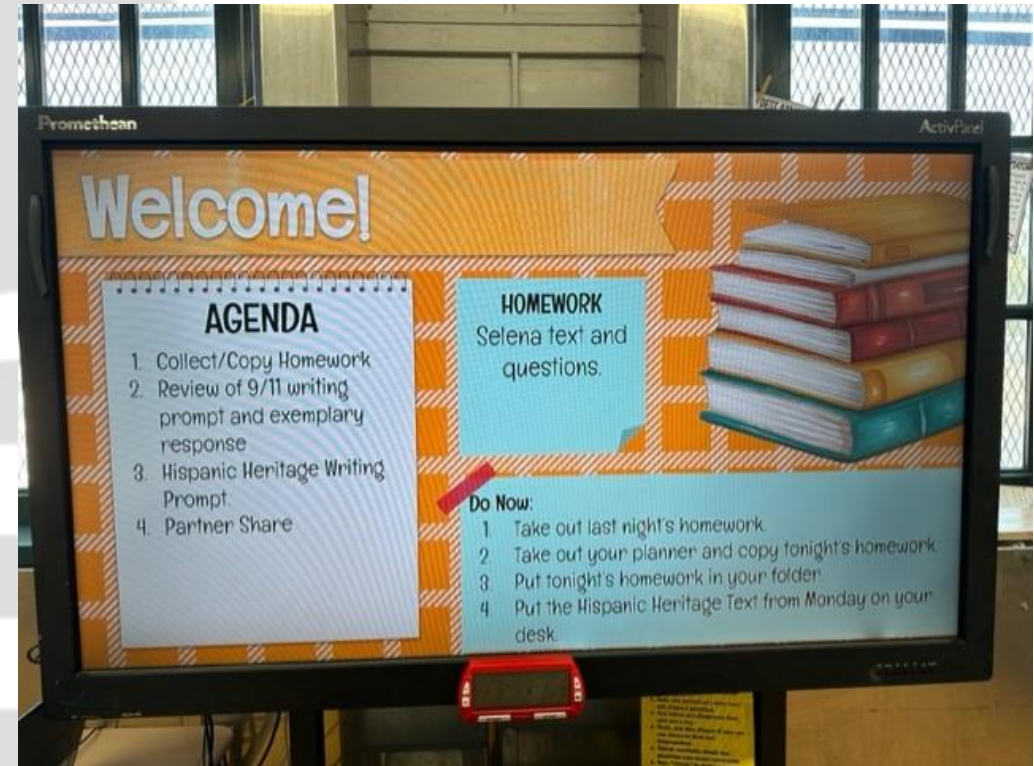 Promethean
ActivPanel
Welcome!
AGENDA
1. Collect/Copy Homework
2. Review of 9/11 writing
prompt and exemplary
response
3. Hispanic Heritage Writing
Prompt.
4. Partner Share
HOMEWORK
Selena text and
questions.
Do Now:
1. Take out last night's homework.
2. Take out your planner and copy tonight's homework.
3. Put tonight's homework in your folder
4. Put the Hispanic Heritage Text from Monday on your
desk.